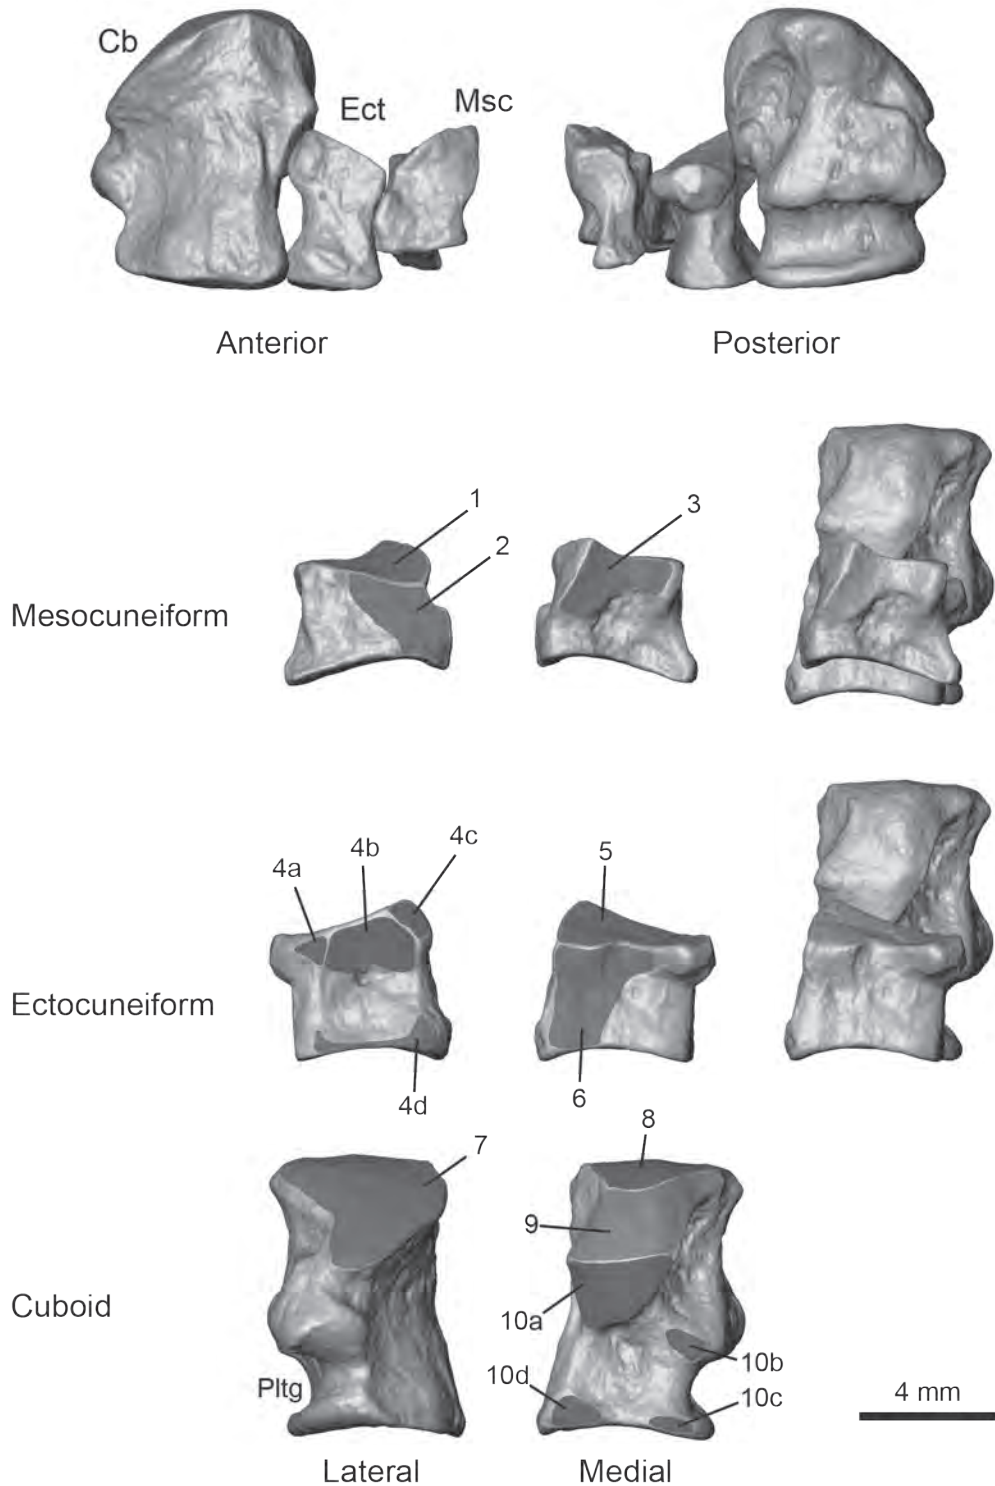 Cb
Ect
Msc
Anterior
Posterior
1
2
3
Mesocuneiform
4a
4b
4c
5
Ectocuneiform
4d
6
7
8
9
Cuboid
10a
10b
Pltg
10d
10c
4 mm
Lateral
Medial